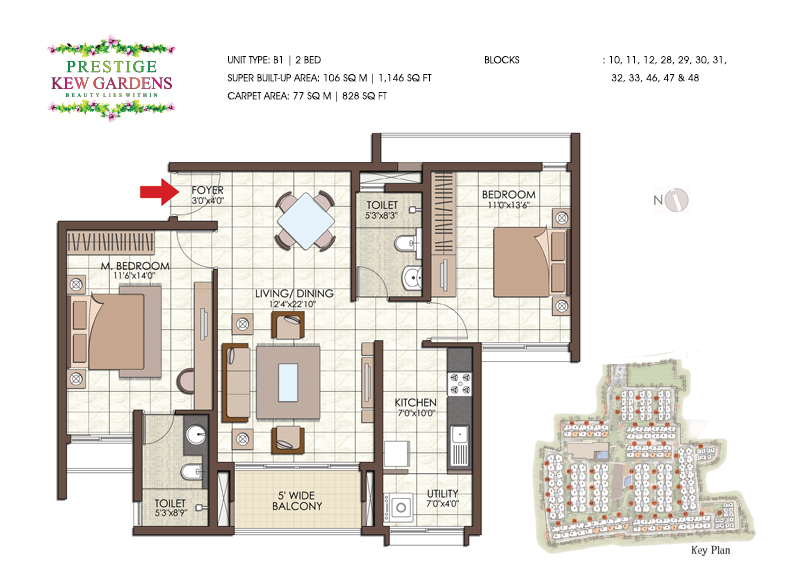 PRESTIGE
KEW GARDENS
BEAUTY LIES WITHIN
UNIT TYPE: B1 | 2 BED
SUPER BUILT-UP AREA: 106 SQ M | 1,146 SQ FT
CARPET AREA: 77 SQ M | 828 SQ FT
BLOCKS : 10, 11, 12, 28, 29, 30, 31,
32, 33, 46, 47 & 48
FOYER
3'0"x4'0"
TOILET
5'3"x8'3"
BEDROOM
11'0"x13'6"
N
M. BEDROOM
11'6"x14'0"
LIVING/ DINING
12'4"x22'10"
KITCHEN
7'0"x10'0"
TOILET
5'3"x8'9"
5' WIDE
BALCONY
UTILITY
7'0"x4'0"
Key Plan